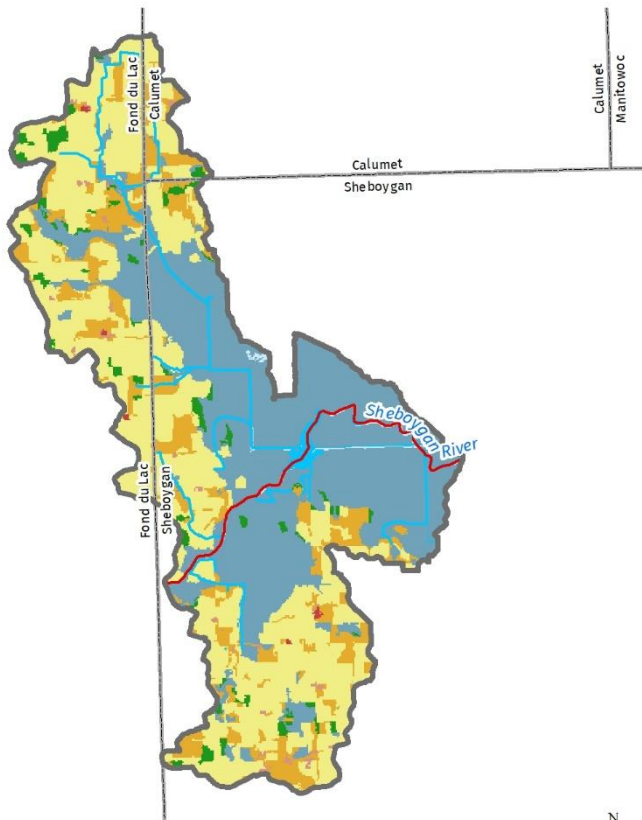 Fond du Lac
Calumet
Calumet
Manitowoc
Calumet
Sheboygan
Sheboygan River
Fond du Lac
Sheboygan
N